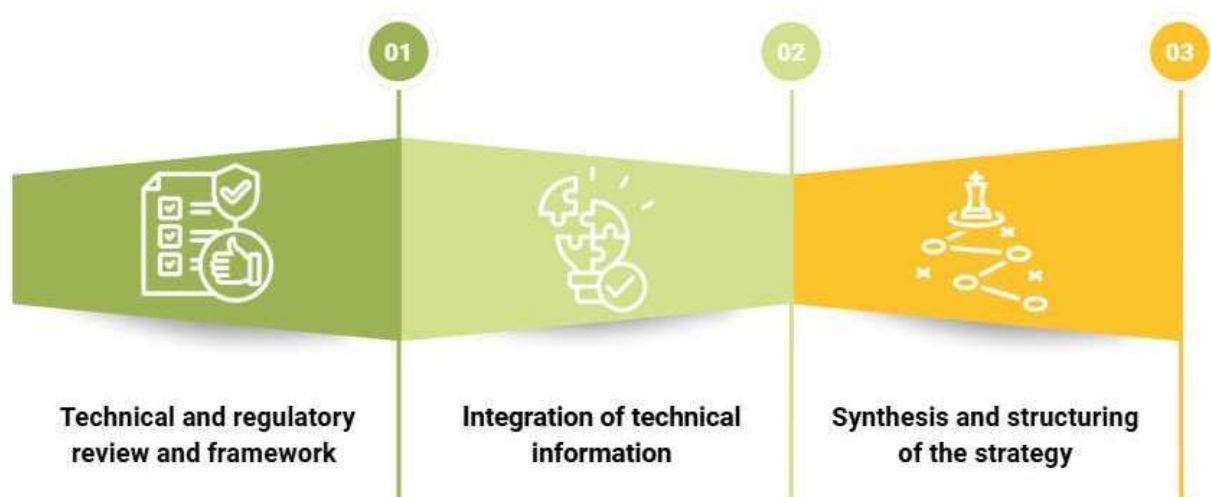 01
02
03
Technical and regulatory
review and framework
Integration of technical
information
Synthesis and structuring
of the strategy